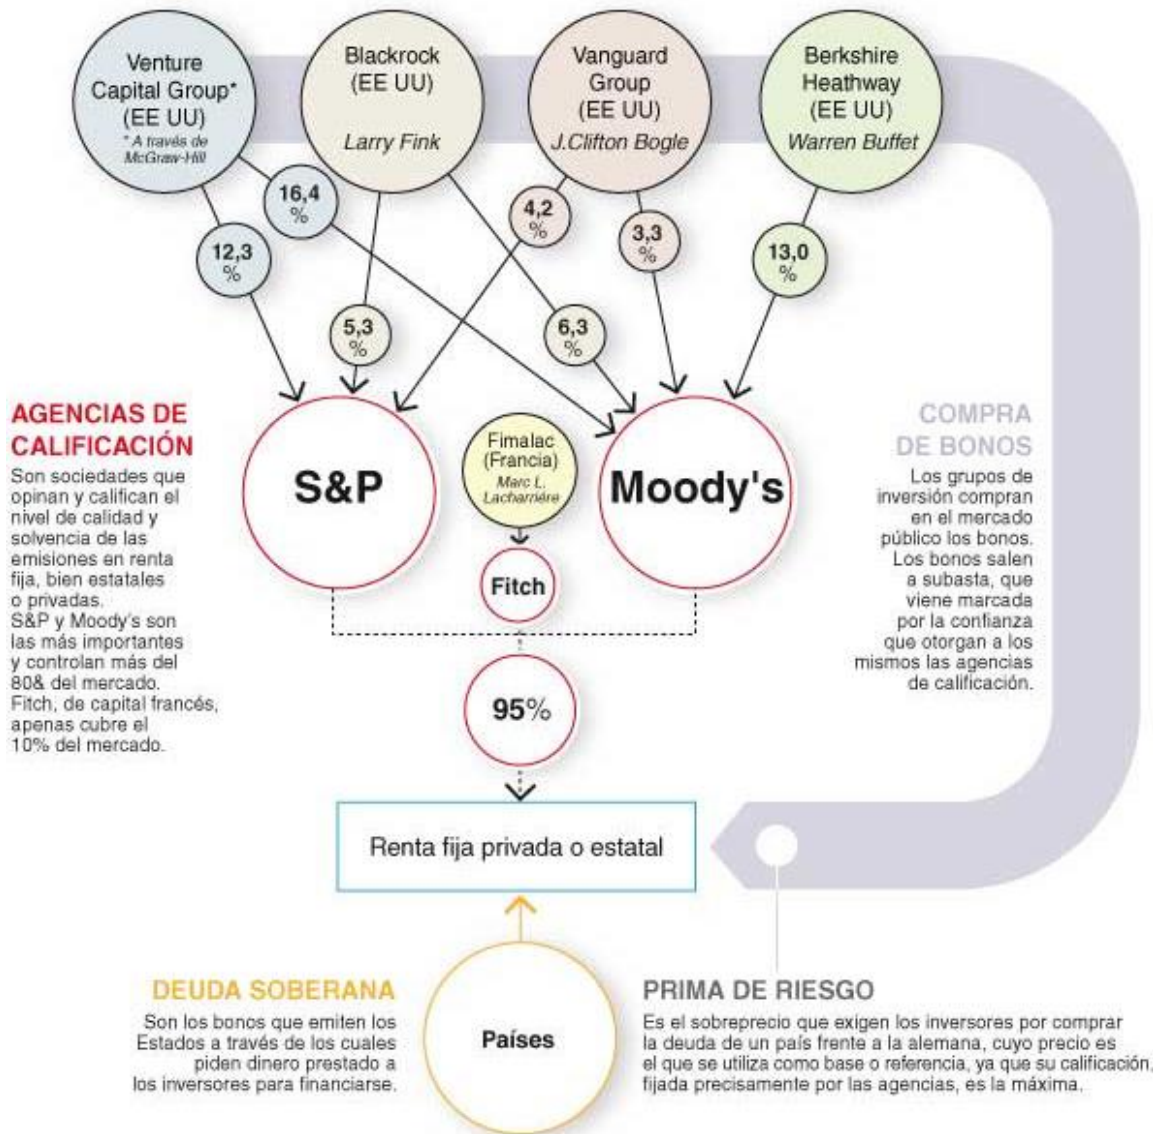 Venture
Capital Group*
(EE UU)
* A través de
McGraw-Hill
Blackrock
(EE UU)
Larry Fink
Vanguard
Group
(EE UU)
J.Clifton Bogle
Berkshire
Heathway
(EE UU)
Warren Buffet
16,4
%
12,3
%
5,3
%
4,2
%
6,3
%
3,3
%
13,0
%
AGENCIAS DE
CALIFICACIÓN
Son sociedades que
opinan y califican el
nivel de calidad y
solvencia de las
emisiones en renta
fija, bien estatales
o privadas.
S&P y Moody's son
las más importantes
y controlan más del
80& del mercado.
Fitch, de capital francés,
apenas cubre el
10% del mercado.
S&P
Fimalac
(Francia)
Marc L.
Lacharrière
Fitch
Moody's
COMPRA
DE BONOS
Los grupos de
inversión compran
en el mercado
público los bonos.
Los bonos salen
a subasta, que
viene marcada
por la confianza
que otorgan a los
mismos las agencias
de calificación.
95%
Renta fija privada o estatal
DEUDA SOBERANA
Son los bonos que emiten los
Estados a través de los cuales
piden dinero prestado a
los inversores para financiarse.
Países
PRIMA DE RIESGO
Es el sobreprecio que exigen los inversores por comprar
la deuda de un país frente a la alemana, cuyo precio es
el que se utiliza como base o referencia, ya que su calificación,
fijada precisamente por las agencias, es la máxima.